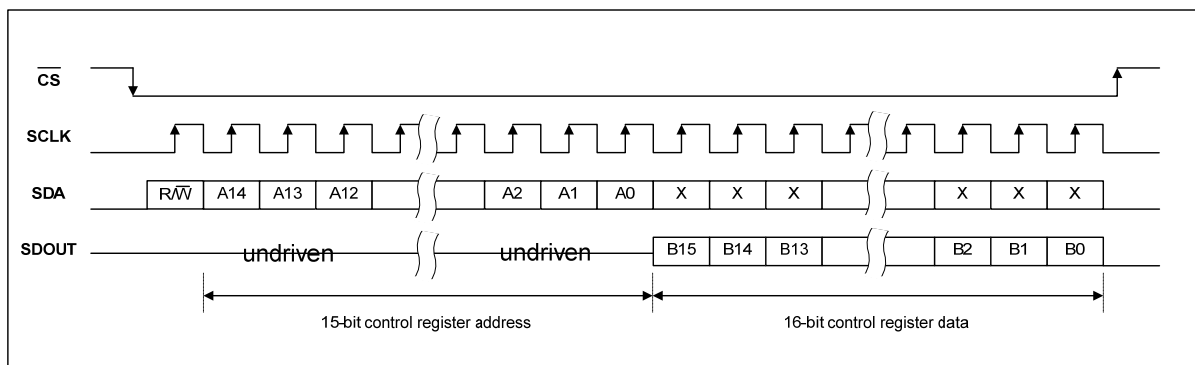 CS
SCLK
SDA R/W A14 A13 A12 A2 A1 A0 X X X X X X
SDOUT undriven undriven B15 B14 B13 B2 B1 B0
15-bit control register address 16-bit control register data